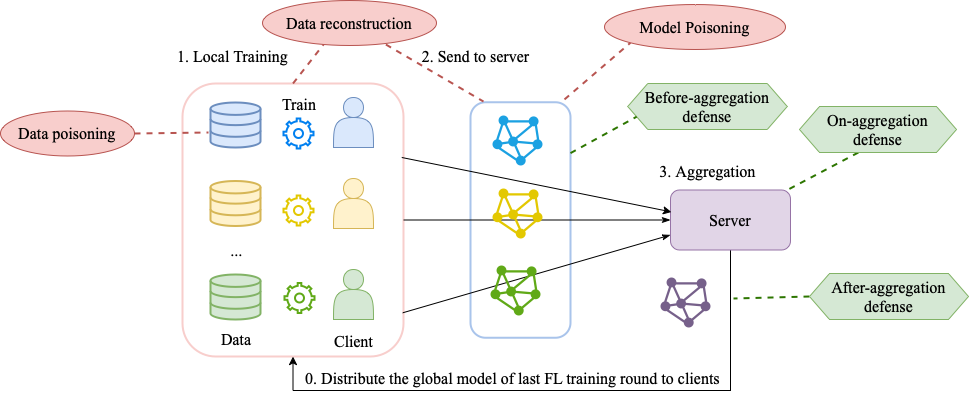 Data reconstruction
Model Poisoning
1. Local Training
2. Send to server
Data poisoning
Train
Before-aggregation
defense
On-aggregation
defense
3. Aggregation
Server
...
After-aggregation
defense
Data
Client
0. Distribute the global model of last FL training round to clients